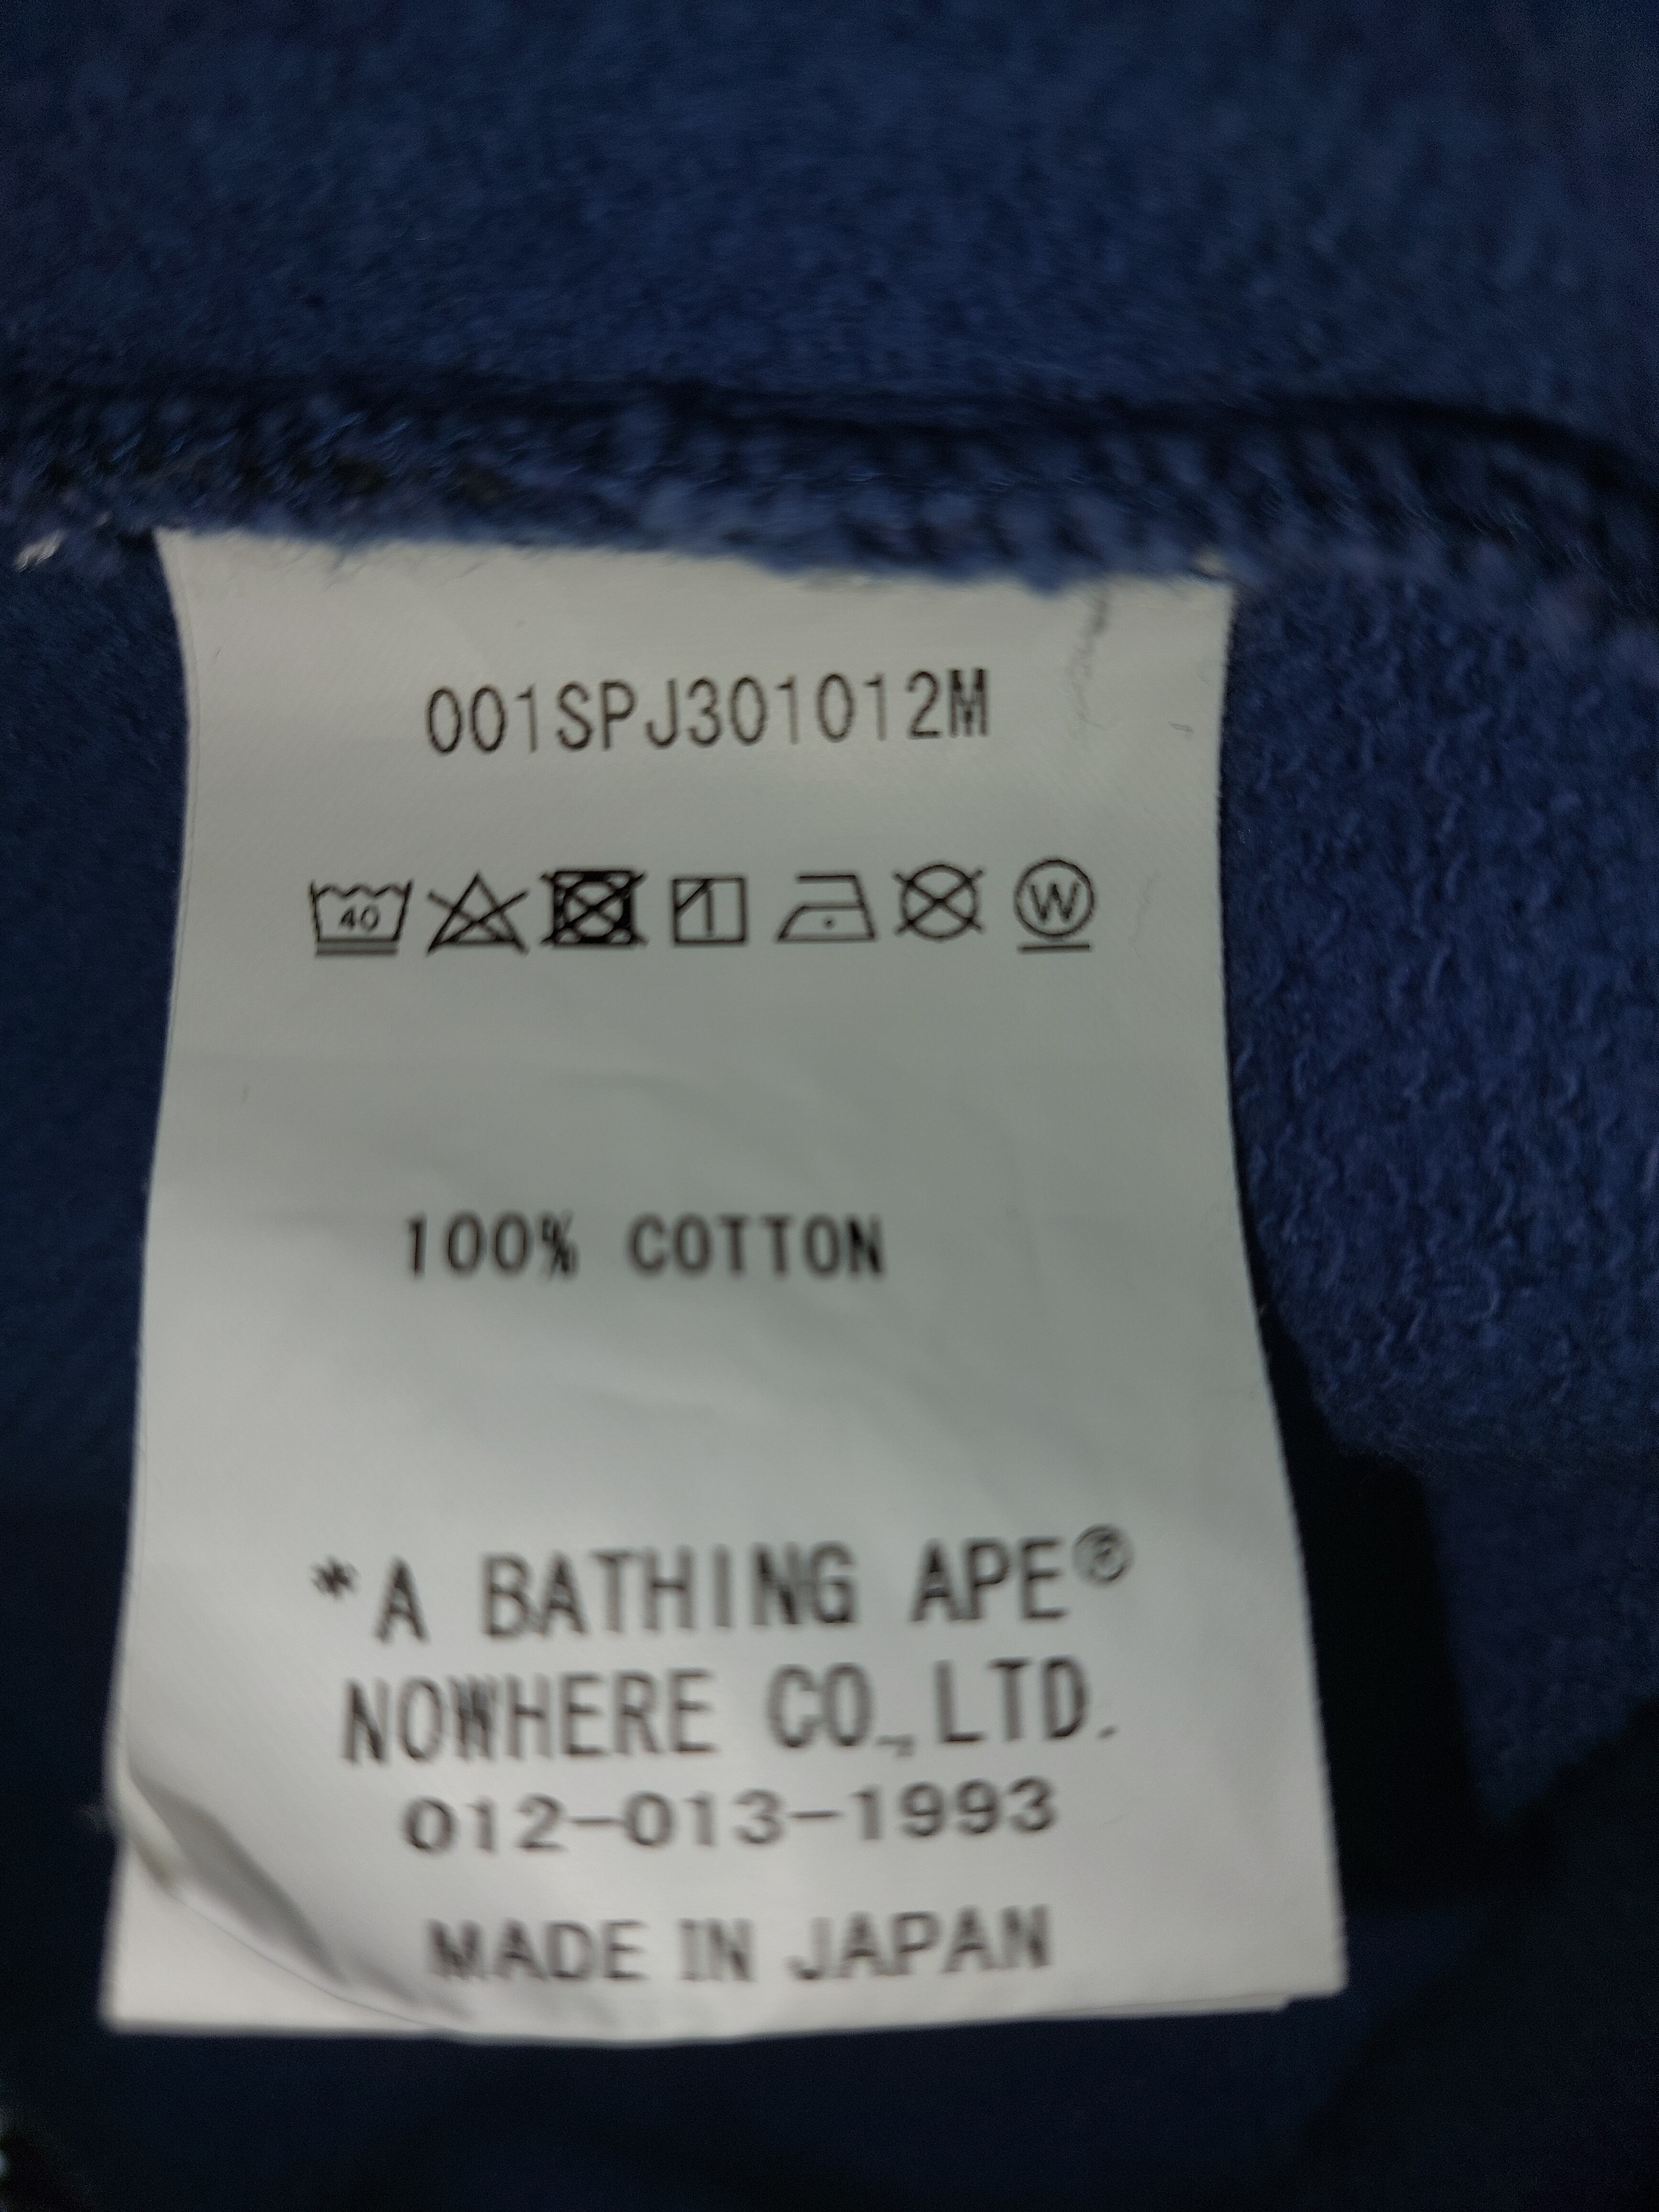 001SPJ301012M
40 W
100% COTTON
*A BATHING APE®
NOWHERE CO.,LTD.
012-013-1993
MADE IN JAPAN